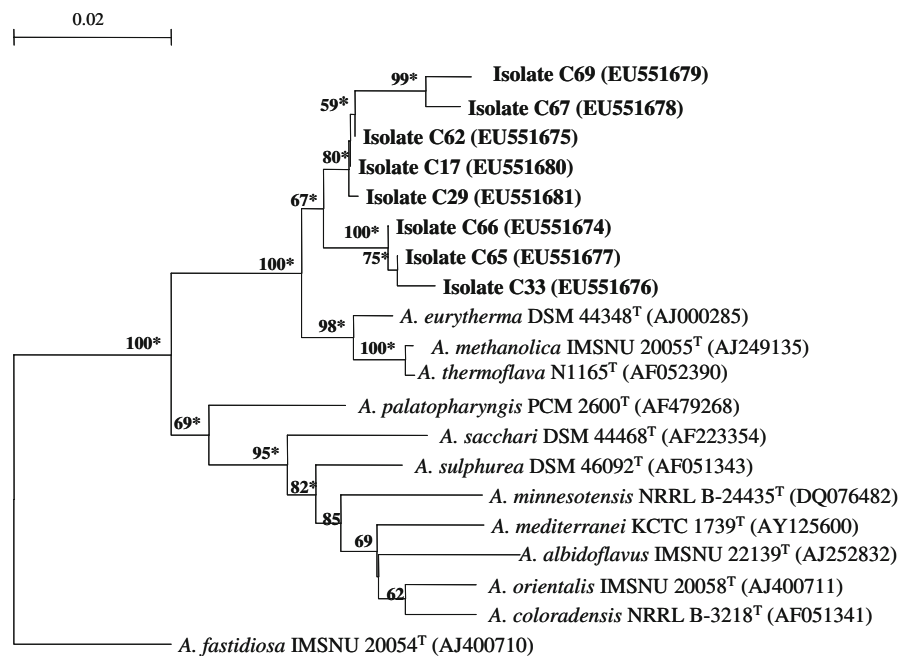 0.02
99*
Isolate C69 (EU551679)
59*
Isolate C67 (EU551678)
Isolate C62 (EU551675)
80*
Isolate C17 (EU551680)
Isolate C29 (EU551681)
67*
100*
Isolate C66 (EU551674)
75*
Isolate C65 (EU551677)
100*
Isolate C33 (EU551676)
A. eurytherma DSM 44348ᵀ (AJ000285)
98*
100*
A. methanolica IMSNU 20055ᵀ (AJ249135)
100*
A. thermoflava N1165ᵀ (AF052390)
A. palatopharyngis PCM 2600ᵀ (AF479268)
69*
A. sacchari DSM 44468ᵀ (AF223354)
95*
A. sulphurea DSM 46092ᵀ (AF051343)
82*
A. minnesotensis NRRL B-24435ᵀ (DQ076482)
85
A. mediterranei KCTC 1739ᵀ (AY125600)
69
A. albidoflavus IMSNU 22139ᵀ (AJ252832)
A. orientalis IMSNU 20058ᵀ (AJ400711)
62
A. coloradensis NRRL B-3218ᵀ (AF051341)
A. fastidiosa IMSNU 20054ᵀ (AJ400710)